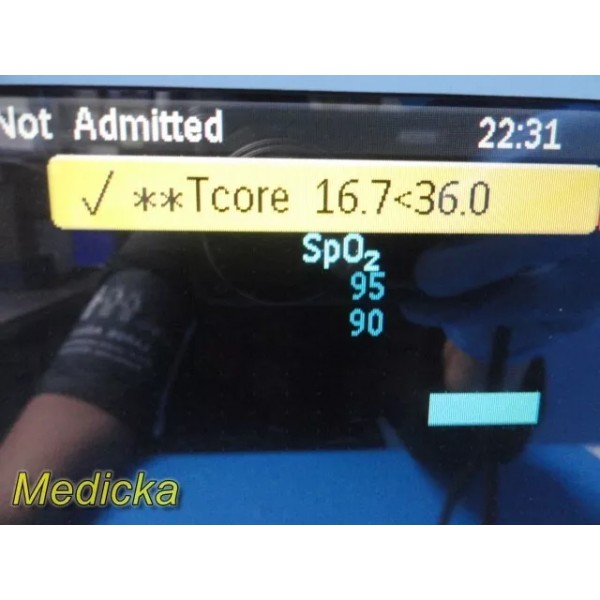 Not Admitted 22:31
✓ **Tcore 16.7<36.0
SpO₂
95
90
Medicka